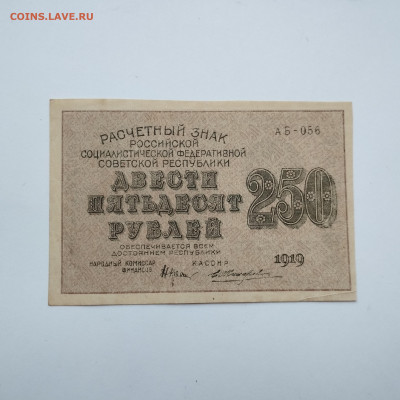 COINS.LAVE.RU
РАСЧЕТНЫЙ ЗНАК
РОССИЙСКОЙ
СОЦИАЛИСТИЧЕСКОЙ ФЕДЕРАТИВНОЙ
СОВЕТСКОЙ РЕСПУБЛИКИ
АБ-056
ДВЕСТИ
ПЯТЬДЕСЯТ
РУБЛЕЙ
250
ОБЕСПЕЧИВАЕТСЯ ВСЕМ
ДОСТОЯНИЕМ РЕСПУБЛИКИ
НАРОДНЫЙ КОМИССАР
ФИНАНСОВ
КАССИР
1919